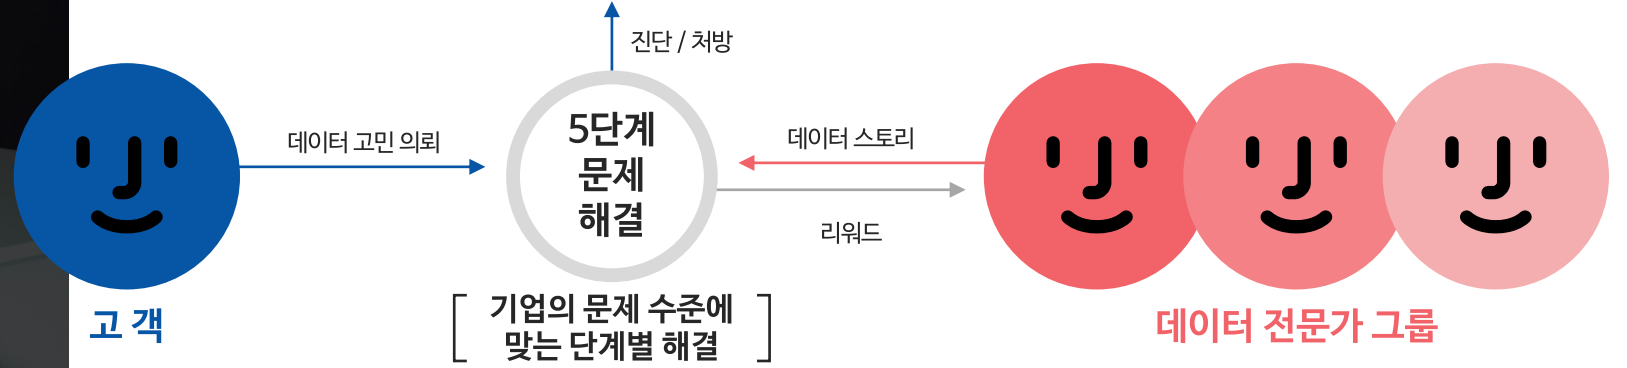 진단 / 처방
데이터 고민 의뢰
5단계
문제
해결
데이터 스토리
리워드
고 객
[ 기업의 문제 수준에
맞는 단계별 해결 ]
데이터 전문가 그룹